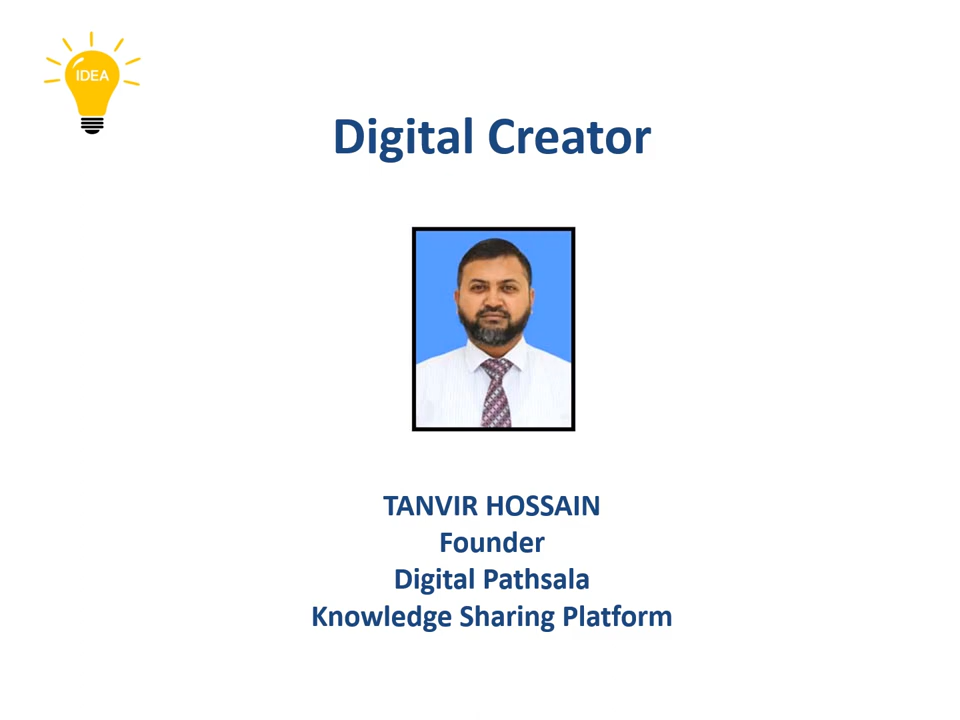 IDEA
Digital Creator
TANVIR HOSSAIN
Founder
Digital Pathsala
Knowledge Sharing Platform